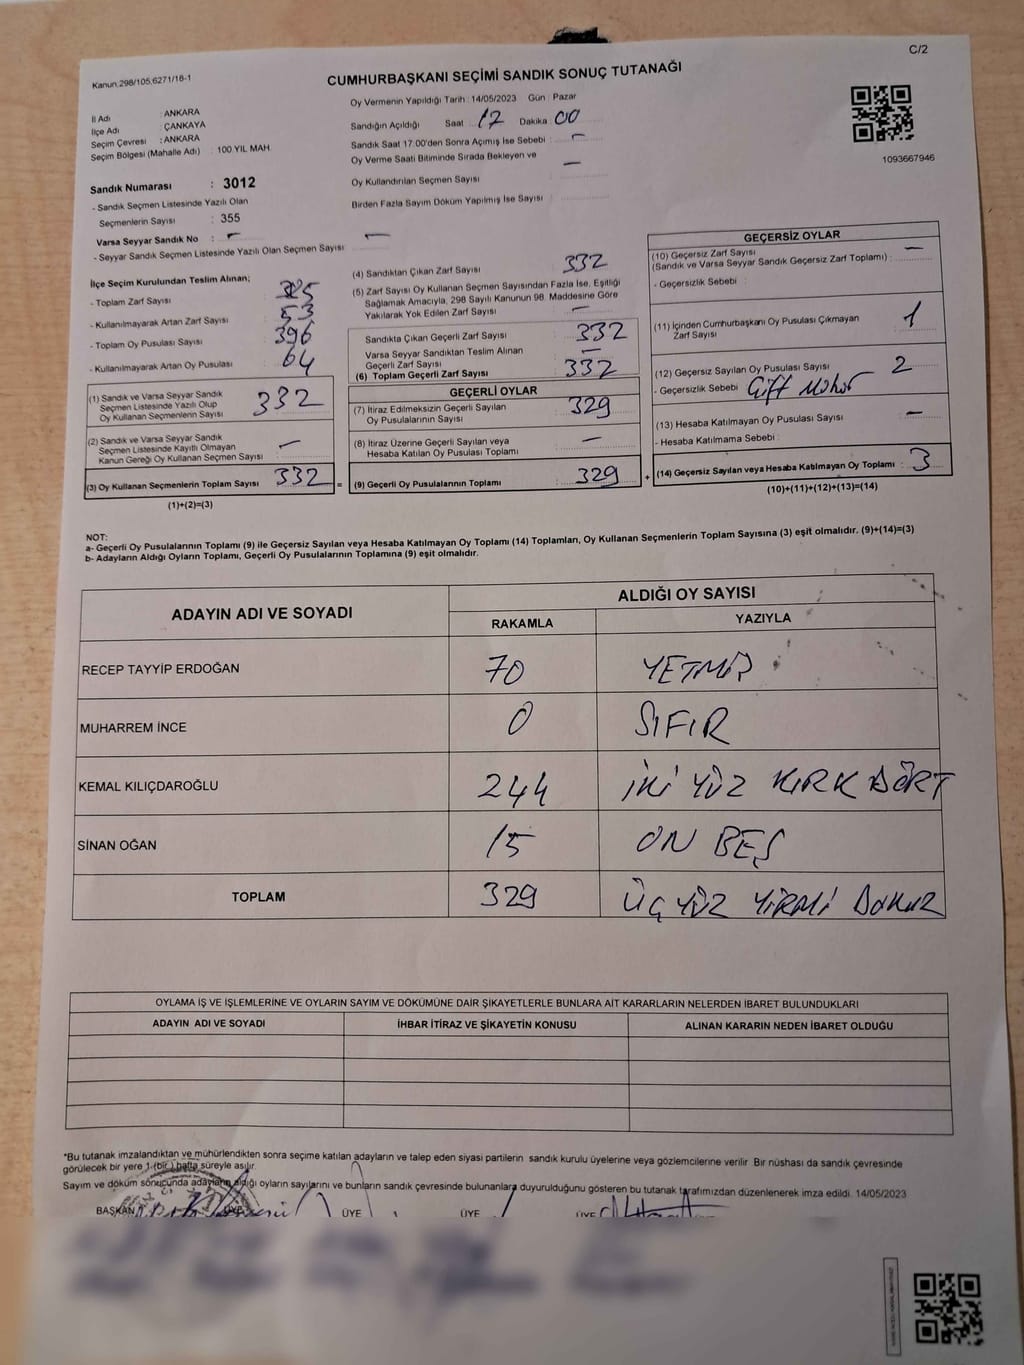 C/2
Kanun.298/105,6271/16-1
CUMHURBAŞKANI SEÇİMİ SANDIK SONUÇ TUTANAĞI
İl Adı : ANKARA
İlçe Adı : ÇANKAYA
Seçim Çevresi : ANKARA
Seçim Bölgesi (Mahalle Adı) : 100 YIL MAH.
Sandık Numarası : 3012
- Sandık Seçmen Listesinde Yazılı Olan
Seçmenlerin Sayısı : 355
Varsa Seyyar Sandık No : -
- Seyyar Sandık Seçmen Listesinde Yazılı Olan Seçmen Sayısı : -
Oy Vermenin Yapıldığı Tarih : 14/05/2023 Gün : Pazar
Sandığın Açıldığı Saat 17 Dakika 00
Sandık Saat 17:00'den Sonra Açımış İse Sebebi : -
Oy Verme Saati Bitiminde Sırada Bekleyen ve
Oy Kullandırılan Seçmen Sayısı : -
Birden Fazla Sayım Döküm Yapılmış İse Sayısı :
1093667946
İlçe Seçim Kurulundan Teslim Alınan;
- Toplam Zarf Sayısı
- Kullanılmayarak Artan Zarf Sayısı : 53
- Toplam Oy Pusulası Sayısı : 396
- Kullanılmayarak Artan Oy Pusulası : 64
(1) Sandık ve Varsa Seyyar Sandık
Seçmen Listesinde Yazılı Olup
Oy Kullanan Seçmenlerin Sayısı : 332
(2) Sandık ve Varsa Seyyar Sandık
Seçmen Listesinde Kayıtlı Olmayan
Kanun Gereği Oy Kullanan Seçmen Sayısı : -
(3) Oy Kullanan Seçmenlerin Toplam Sayısı : 332
(1)+(2)=(3)
=
(4) Sandıktan Çıkan Zarf Sayısı : 332
(5) Zarf Sayısı Oy Kullanan Seçmen Sayısından Fazla İse, Eşitliği
Sağlamak Amacıyla, 298 Sayılı Kanunun 98. Maddesine Göre
Yakılarak Yok Edilen Zarf Sayısı : -
Sandıkta Çıkan Geçerli Zarf Sayısı : 332
Varsa Seyyar Sandıktan Teslim Alınan
Geçerli Zarf Sayısı : -
(6) Toplam Geçerli Zarf Sayısı : 332
GEÇERLİ OYLAR
(7) İtiraz Edilmeksizin Geçerli Sayılan
Oy Pusulalarının Sayısı : 329
(8) İtiraz Üzerine Geçerli Sayılan veya
Hesaba Katılan Oy Pusulası Toplamı : -
(9) Geçerli Oy Pusulalarının Toplamı : 329
+
GEÇERSİZ OYLAR
(10) Geçersiz Zarf Sayısı
(Sandık ve Varsa Seyyar Sandık Geçersiz Zarf Toplamı) : -
- Geçersizlik Sebebi :
(11) İçinden Cumhurbaşkanı Oy Pusulası Çıkmayan
Zarf Sayısı : 1
(12) Geçersiz Sayılan Oy Pusulası Sayısı : 2
- Geçersizlik Sebebi : Çift Mühür
(13) Hesaba Katılmayan Oy Pusulası Sayısı : -
- Hesaba Katılmama Sebebi :
(14) Geçersiz Sayılan veya Hesaba Katılmayan Oy Toplamı : 3
(10)+(11)+(12)+(13)=(14)
NOT:
a- Geçerli Oy Pusulalarının Toplamı (9) ile Geçersiz Sayılan veya Hesaba Katılmayan Oy Toplamı (14) Toplamları, Oy Kullanan Seçmenlerin Toplam Sayısına (3) eşit olmalıdır. (9)+(14)=(3)
b- Adayların Aldığı Oyların Toplamı, Geçerli Oy Pusulalarının Toplamına (9) eşit olmalıdır.
ADAYIN ADI VE SOYADI ALDIĞI OY SAYISI
RAKAMLA YAZIYLA
RECEP TAYYİP ERDOĞAN 70 YETMİŞ
MUHARREM İNCE 0 SIFIR
KEMAL KILIÇDAROĞLU 244 İKİ YÜZ KIRK DÖRT
SİNAN OĞAN 15 ON BEŞ
TOPLAM 329 ÜÇ YÜZ YİRMİ DOKUZ
OYLAMA İŞ VE İŞLEMLERİNE VE OYLARIN SAYIM VE DÖKÜMÜNE DAİR ŞİKAYETLERLE BUNLARA AİT KARARLARIN NELERDEN İBARET BULUNDUKLARI
ADAYIN ADI VE SOYADI İHBAR İTİRAZ VE ŞİKAYETİN KONUSU ALINAN KARARIN NEDEN İBARET OLDUĞU
*Bu tutanak imzalandıktan ve mühürlendikten sonra seçime katılan adayların ve talep eden siyasi partilerin sandık kurulu üyelerine veya gözlemcilerine verilir. Bir nüshası da sandık çevresinde
görülecek bir yere 1 (bir) hafta süreyle asılır.
Sayım ve döküm sonucunda adayların aldığı oyların sayılarını ve bunların sandık çevresinde bulunanlara duyurulduğunu gösteren bu tutanak tarafımızdan düzenlenerek imza edildi. 14/05/2023
BAŞKAN ÜYE ÜYE ÜYE ÜYE